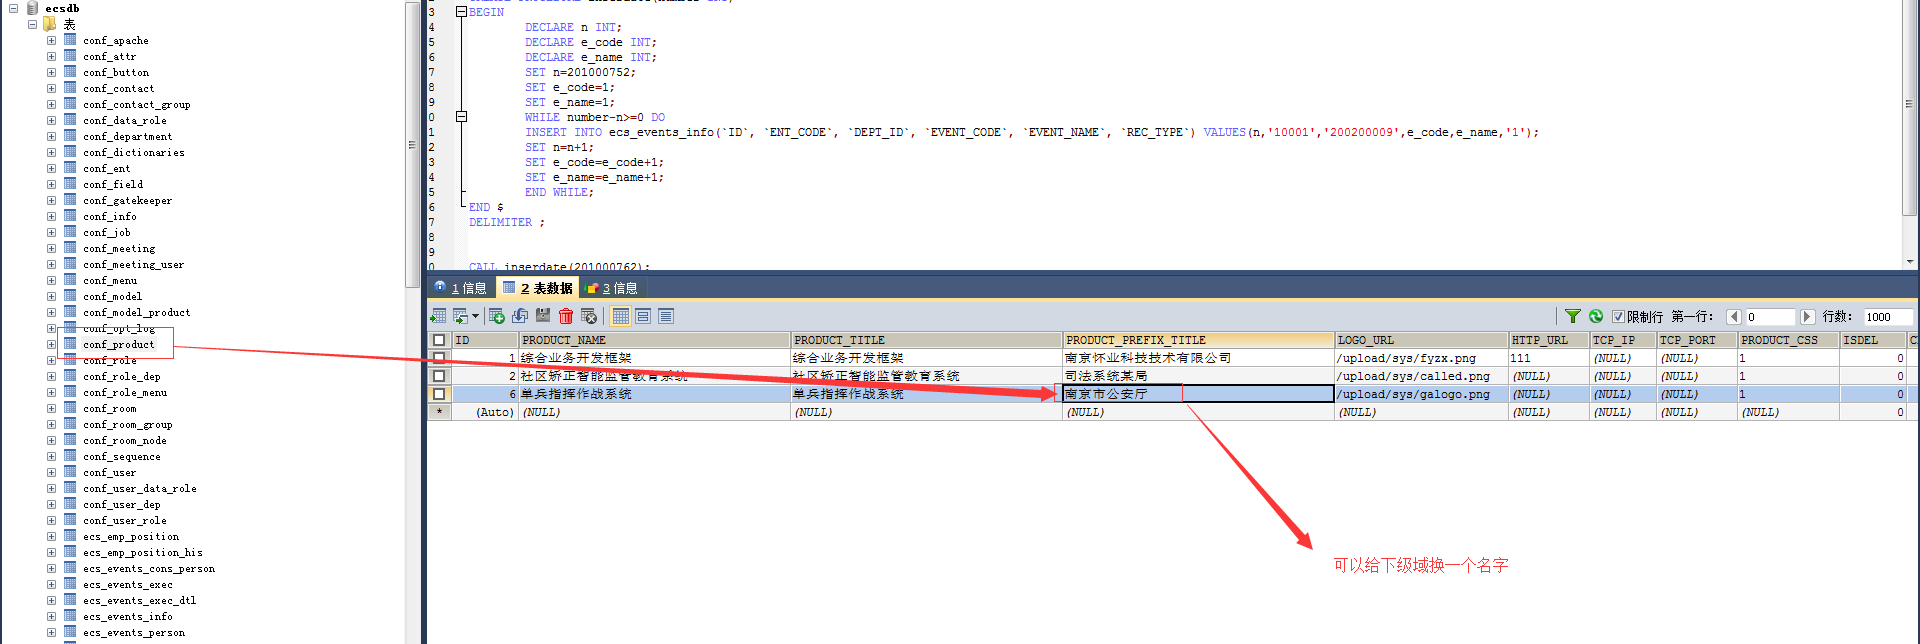 ecsdb
表
conf_apache
conf_attr
conf_button
conf_contact
conf_contact_group
conf_data_role
conf_department
conf_dictionaries
conf_ent
conf_field
conf_gatekeeper
conf_info
conf_job
conf_meeting
conf_meeting_user
conf_menu
conf_model
conf_model_product
conf_opt_log
conf_product
conf_role
conf_role_dep
conf_role_menu
conf_room
conf_room_group
conf_room_node
conf_sequence
conf_user
conf_user_data_role
conf_user_dep
conf_user_role
ecs_emp_position
ecs_emp_position_his
ecs_events_cons_person
ecs_events_exec
ecs_events_exec_dtl
ecs_events_info
ecs_events_person
3 BEGIN
4 DECLARE n INT;
5 DECLARE e_code INT;
6 DECLARE e_name INT;
7 SET n=201000752;
8 SET e_code=1;
9 SET e_name=1;
0 WHILE number-n>=0 DO
1 INSERT INTO ecs_events_info(`ID`, `ENT_CODE`, `DEPT_ID`, `EVENT_CODE`, `EVENT_NAME`, `REC_TYPE`) VALUES(n,'10001','200200009',e_code,e_name,'1');
2 SET n=n+1;
3 SET e_code=e_code+1;
4 SET e_name=e_name+1;
5 END WHILE;
6 END $
7 DELIMITER ;
8
9
0 CALL inserdate(201000762);
1 信息 2 表数据 3 信息
限制行 第一行: 0 行数: 1000
ID PRODUCT_NAME PRODUCT_TITLE PRODUCT_PREFIX_TITLE LOGO_URL HTTP_URL TCP_IP TCP_PORT PRODUCT_CSS ISDEL
1 综合业务开发框架 综合业务开发框架 南京怀业科技技术有限公司 /upload/sys/fyzx.png 111 (NULL) (NULL) 1 0
2 社区矫正智能监管教育系统 社区矫正智能监管教育系统 司法系统某局 /upload/sys/called.png (NULL) (NULL) (NULL) 1 0
6 单兵指挥作战系统 单兵指挥作战系统 南京市公安厅 /upload/sys/galogo.png (NULL) (NULL) (NULL) 1 0
* (Auto) (NULL) (NULL) (NULL) (NULL) (NULL) (NULL) (NULL) (NULL) 0
可以给下级域换一个名字